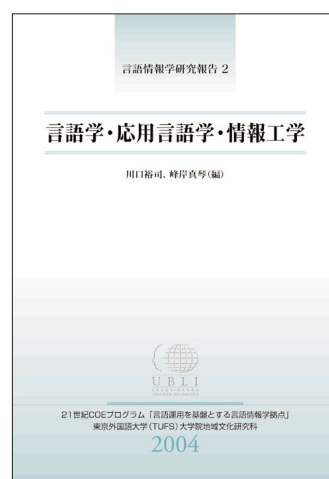 言語情報学研究報告 2
言語学・応用言語学・情報工学
川口裕司、峰岸真琴(編)
UBLI
21世紀COEプログラム「言語運用を基盤とする言語情報学拠点」
東京外国語大学(TUFS)大学院地域文化研究科
2004